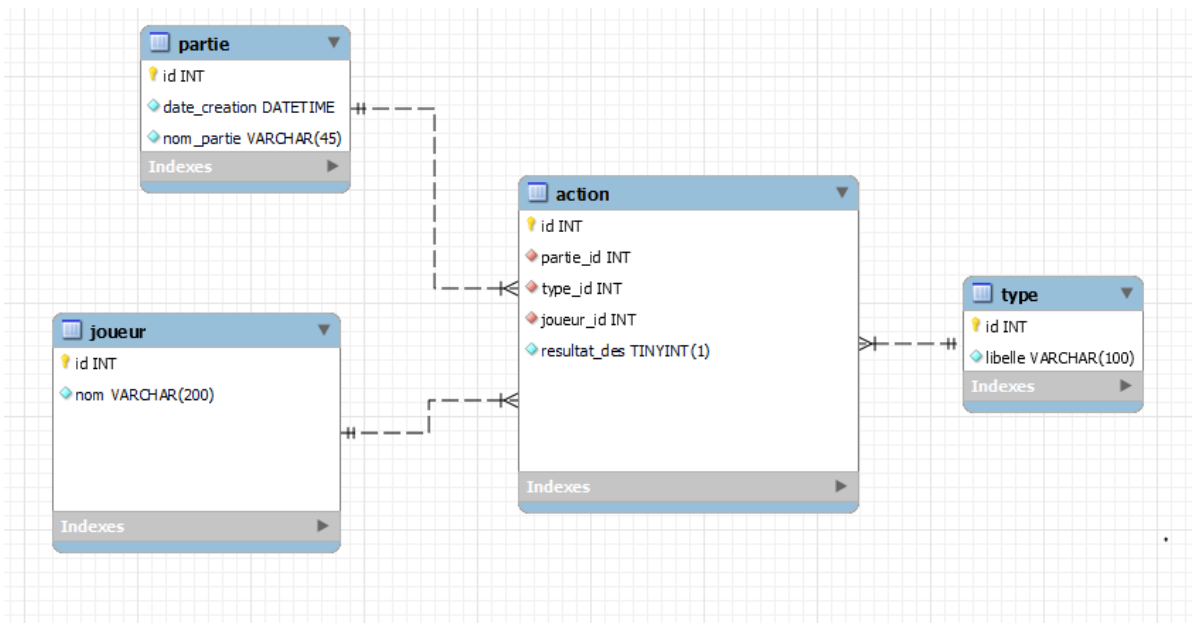 partie
id INT
date_creation DATETIME
nom_partie VARCHAR(45)
Indexes
joueur
id INT
nom VARCHAR(200)
Indexes
action
id INT
partie_id INT
type_id INT
joueur_id INT
resultat_des TINYINT(1)
Indexes
type
id INT
libelle VARCHAR(100)
Indexes